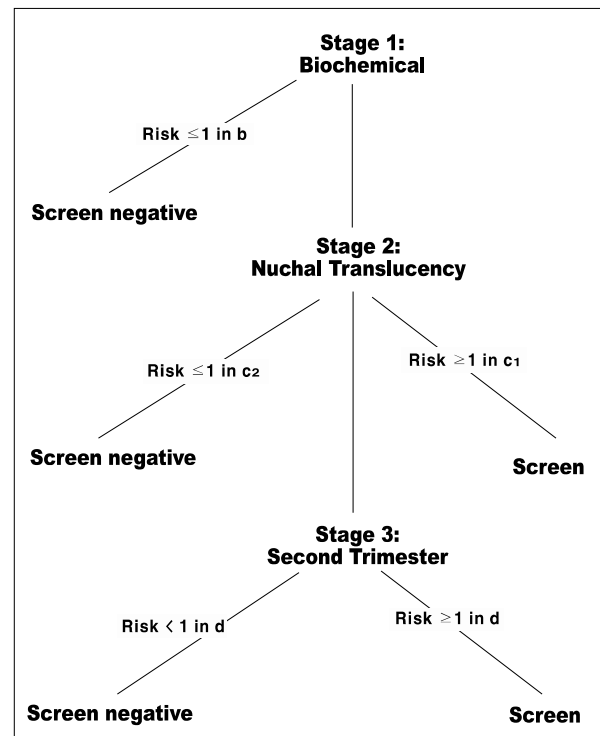 Stage 1:
Biochemical
Risk ≤1 in b
Screen negative
Stage 2:
Nuchal Translucency
Risk ≤1 in c₂
Risk ≥1 in c₁
Screen negative
Screen
Stage 3:
Second Trimester
Risk < 1 in d
Risk ≥1 in d
Screen negative
Screen